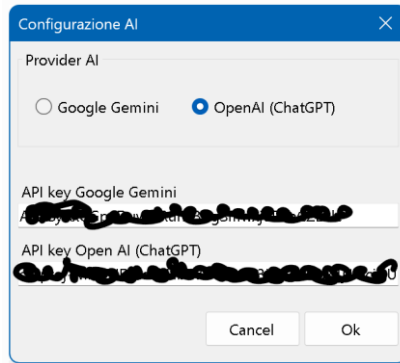 Configurazione AI
Provider AI
Google Gemini
OpenAI (ChatGPT)
API key Google Gemini
API key Open AI (ChatGPT)
Cancel
Ok